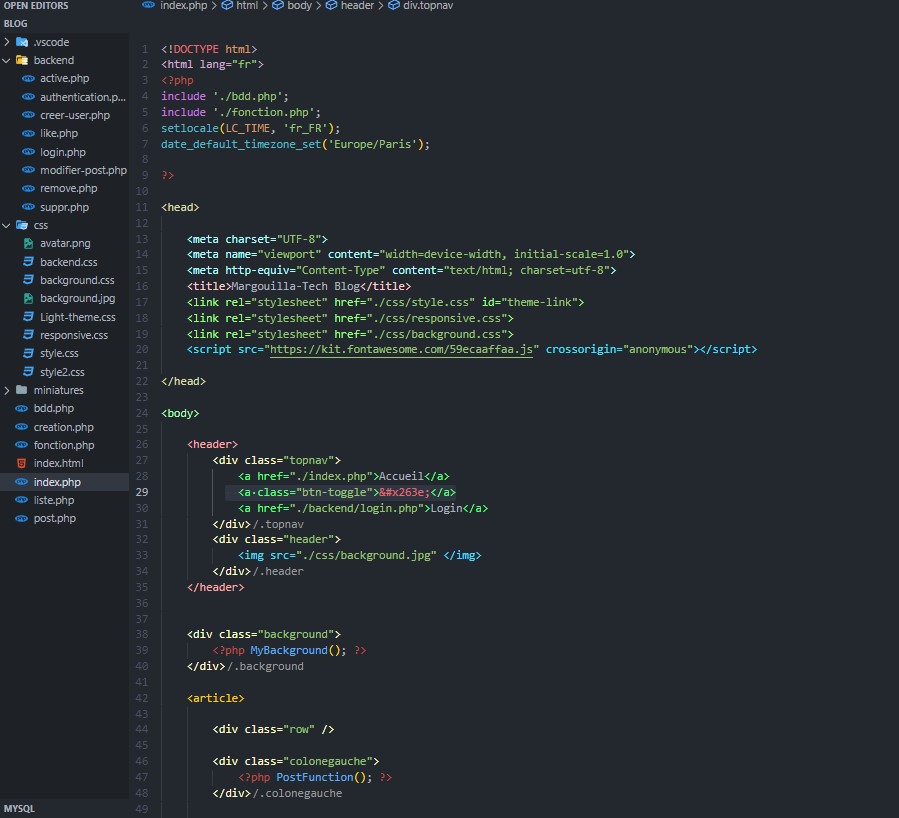 OPEN EDITORS
index.php > html > body > header > div.topnav
BLOG
.vscode
backend
active.php
authentication.p...
creer-user.php
like.php
login.php
modifier-post.php
remove.php
suppr.php
css
avatar.png
backend.css
background.css
background.jpg
Light-theme.css
responsive.css
style.css
style2.css
miniatures
bdd.php
creation.php
fonction.php
index.html
index.php
liste.php
post.php
MYSQL
1 <!DOCTYPE html>
2 <html lang="fr">
3 <?php
4 include './bdd.php';
5 include './fonction.php';
6 setlocale(LC_TIME, 'fr_FR');
7 date_default_timezone_set('Europe/Paris');
8
9 ?>
10
11 <head>
12
13 <meta charset="UTF-8">
14 <meta name="viewport" content="width=device-width, initial-scale=1.0">
15 <meta http-equiv="Content-Type" content="text/html; charset=utf-8">
16 <title>Margouilla-Tech Blog</title>
17 <link rel="stylesheet" href="./css/style.css" id="theme-link">
18 <link rel="stylesheet" href="./css/responsive.css">
19 <link rel="stylesheet" href="./css/background.css">
20 <script src="https://kit.fontawesome.com/59ecaaffaa.js" crossorigin="anonymous"></script>
21
22 </head>
23
24 <body>
25
26 <header>
27 <div class="topnav">
28 <a href="./index.php">Accueil</a>
29 <a·class="btn-toggle">&#x263e;</a>
30 <a href="./backend/login.php">Login</a>
31 </div>/.topnav
32 <div class="header">
33 <img src="./css/background.jpg" </img>
34 </div>/.header
35 </header>
36
37
38 <div class="background">
39 <?php MyBackground(); ?>
40 </div>/.background
41
42 <article>
43
44 <div class="row" />
45
46 <div class="colonegauche">
47 <?php PostFunction(); ?>
48 </div>/.colonegauche
49